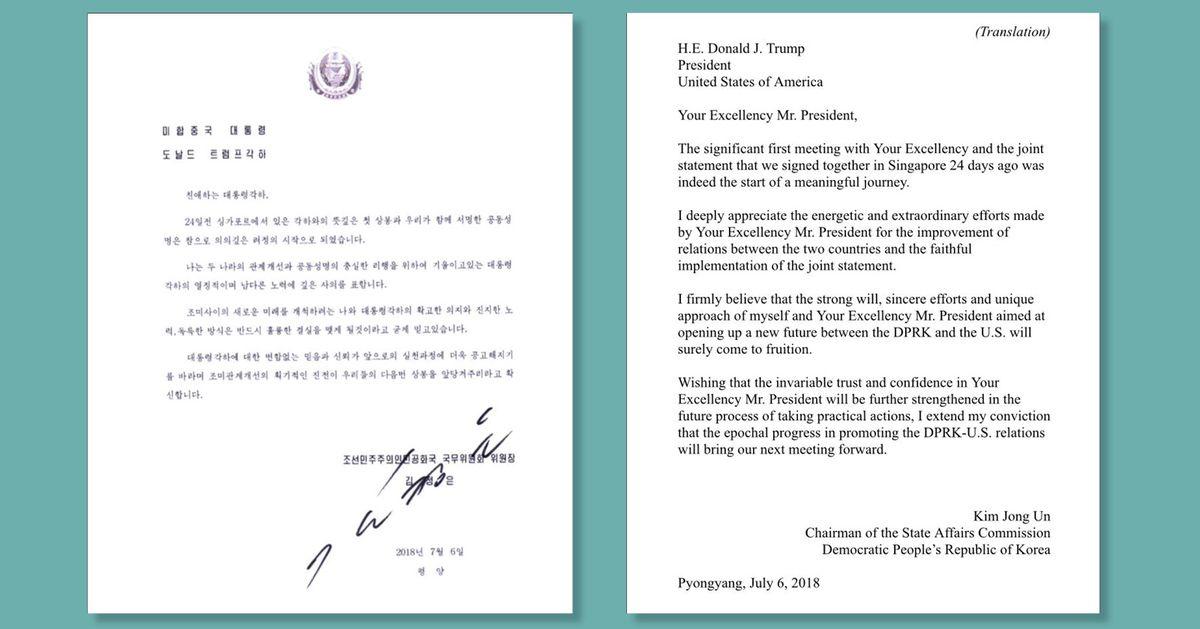 미합중국 대통령
도날드 트럼프각하
친애하는 대통령각하,
24일전 싱가포르에서 있은 각하와의 뜻깊은 첫 상봉과 우리가 함께 서명한 공동성
명은 참으로 의의깊은 려정의 시작으로 되였습니다.
나는 두 나라의 관계개선과 공동성명의 충실한 리행을 위하여 기울이고있는 대통령
각하의 열정적이며 남다른 노력에 깊은 사의를 표합니다.
조미사이의 새로운 미래를 개척하려는 나와 대통령각하의 확고한 의지와 진지한 노
력, 독특한 방식은 반드시 훌륭한 결실을 맺게 될것이라고 굳게 믿고있습니다.
대통령각하에 대한 변함없는 믿음과 신뢰가 앞으로의 실천과정에 더욱 공고해지기
를 바라며 조미관계개선의 획기적인 진전이 우리들의 다음번 상봉을 앞당겨주리라고 확
신합니다.
조선민주주의인민공화국 국무위원회 위원장
김정은
2018년 7월 6일
평양
(Translation)
H.E. Donald J. Trump
President
United States of America
Your Excellency Mr. President,
The significant first meeting with Your Excellency and the joint
statement that we signed together in Singapore 24 days ago was
indeed the start of a meaningful journey.
I deeply appreciate the energetic and extraordinary efforts made
by Your Excellency Mr. President for the improvement of
relations between the two countries and the faithful
implementation of the joint statement.
I firmly believe that the strong will, sincere efforts and unique
approach of myself and Your Excellency Mr. President aimed at
opening up a new future between the DPRK and the U.S. will
surely come to fruition.
Wishing that the invariable trust and confidence in Your
Excellency Mr. President will be further strengthened in the
future process of taking practical actions, I extend my conviction
that the epochal progress in promoting the DPRK-U.S. relations
will bring our next meeting forward.
Kim Jong Un
Chairman of the State Affairs Commission
Democratic People's Republic of Korea
Pyongyang, July 6, 2018